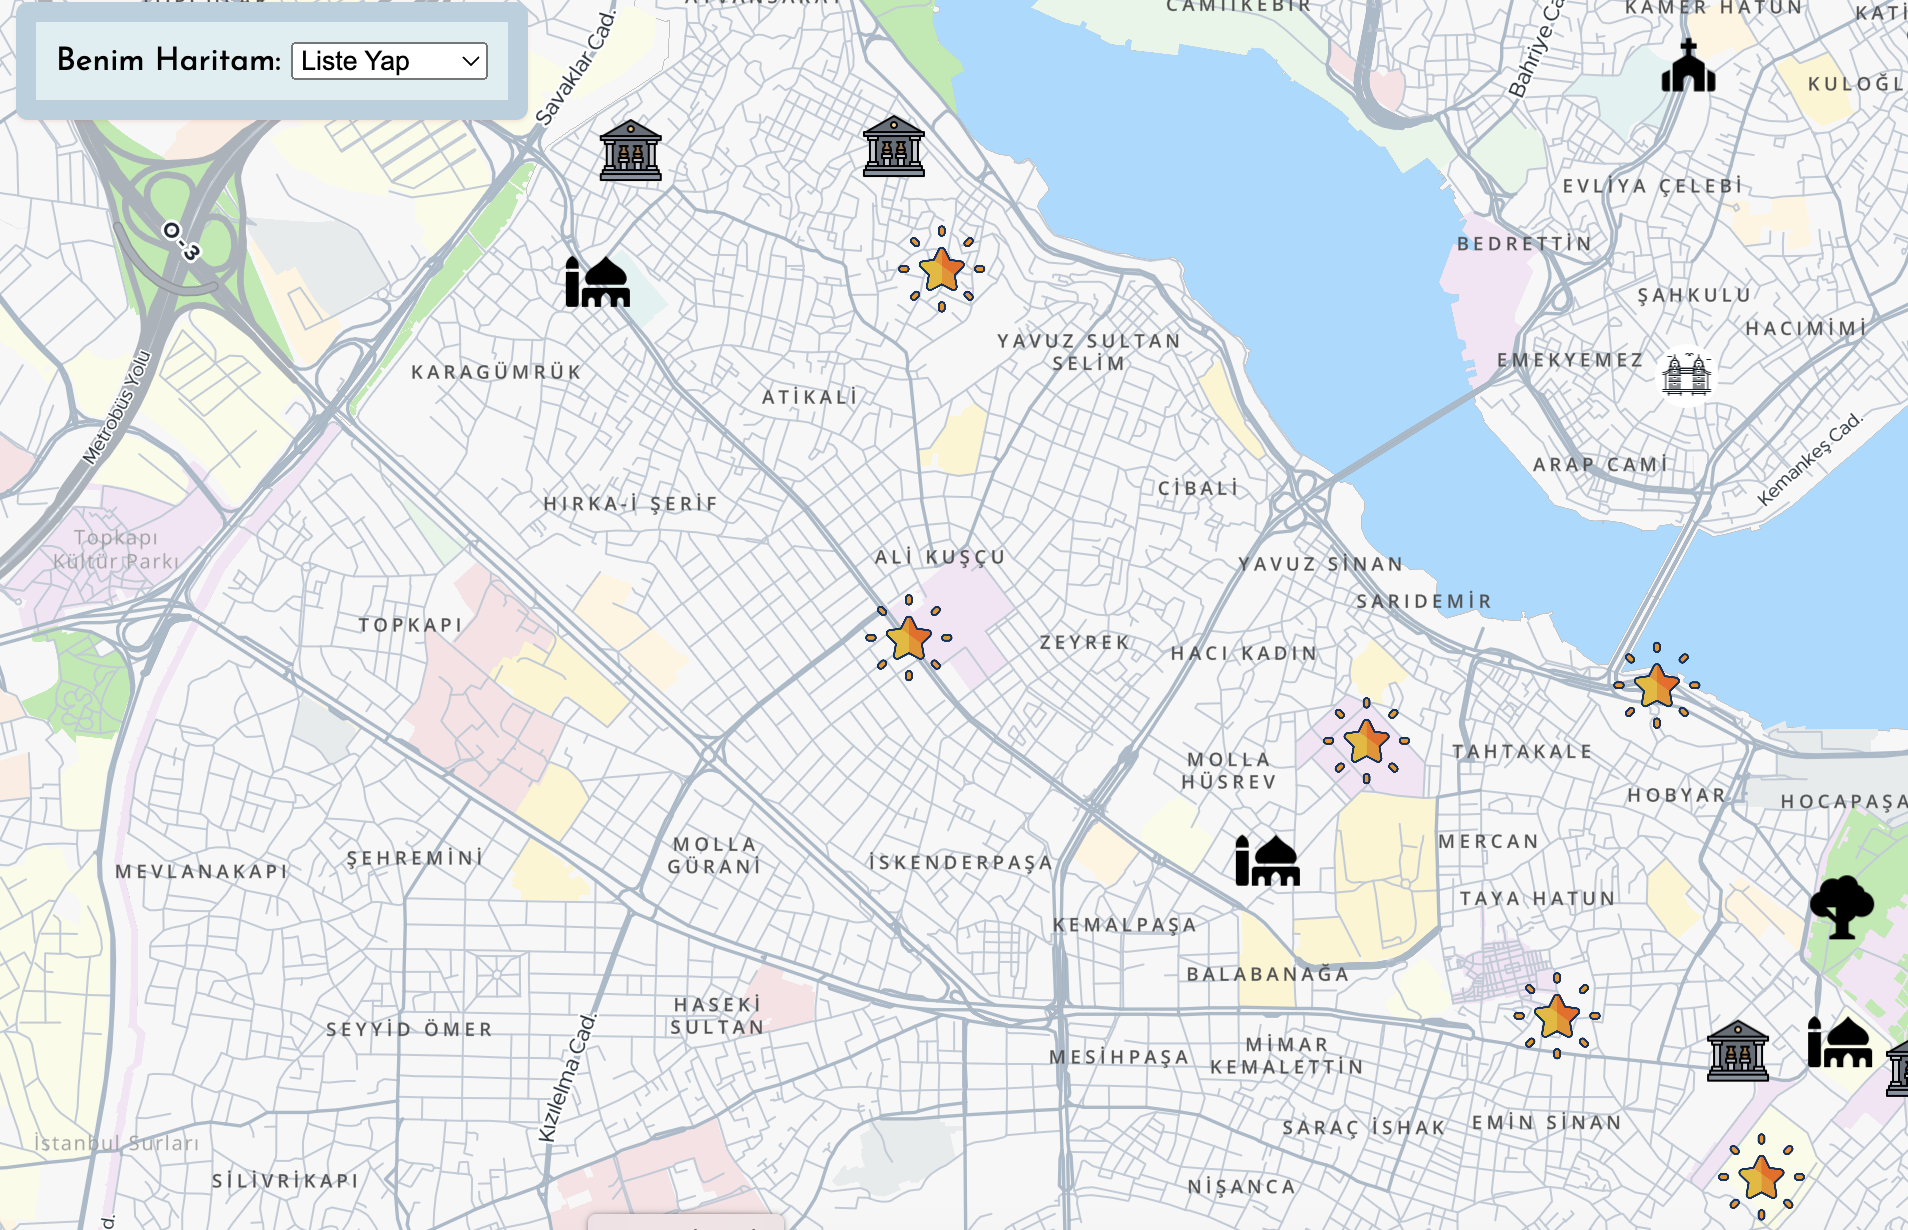 Benim Haritam: Liste Yap
CAMİİKEBİR
KAMER HATUN
KATİ
Savaklar Cad.
Bahriye Ca
KULOĞL
EVLİYA ÇELEBİ
O-3
BEDRETTİN
ŞAHKULU
HACIMİMİ
YAVUZ SULTAN
SELİM
EMEKYEMEZ
KARAGÜMRÜK
ATİKALİ
Metrobüs Yolu
ARAP CAMİ
Kemankeş Cad.
CİBALİ
HIRKA-İ ŞERİF
Topkapı
Kültür Parkı
ALİ KUŞÇU
YAVUZ SİNAN
SARIDEMİR
TOPKAPI
ZEYREK
HACI KADIN
MOLLA
HÜSREV
TAHTAKALE
HOBYAR
HOCAPAŞA
MERCAN
MOLLA
GÜRANİ
ŞEHREMİNİ
İSKENDERPAŞA
MEVLANAKAPI
TAYA HATUN
KEMALPAŞA
BALABANAĞA
HASEKİ
SULTAN
SEYYİD ÖMER
MESİHPAŞA
MİMAR
KEMALETTİN
Kızılelma Cad.
SARAÇ İSHAK
EMİN SİNAN
İstanbul Surları
SİLİVRİKAPI
NİŞANCA
d.